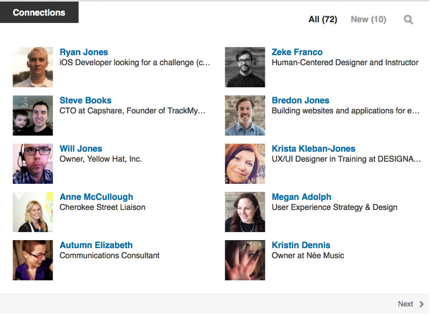 Connections
All (72) New (10)
Ryan Jones
iOS Developer looking for a challenge (c...
Zeke Franco
Human-Centered Designer and Instructor
Steve Books
CTO at Capshare, Founder of TrackMy...
Bredon Jones
Building websites and applications for e...
Will Jones
Owner, Yellow Hat, Inc.
Krista Kleban-Jones
UX/UI Designer in Training at DESIGNA...
Anne McCullough
Cherokee Street Liaison
Megan Adolph
User Experience Strategy & Design
Autumn Elizabeth
Communications Consultant
Kristin Dennis
Owner at Née Music
Next